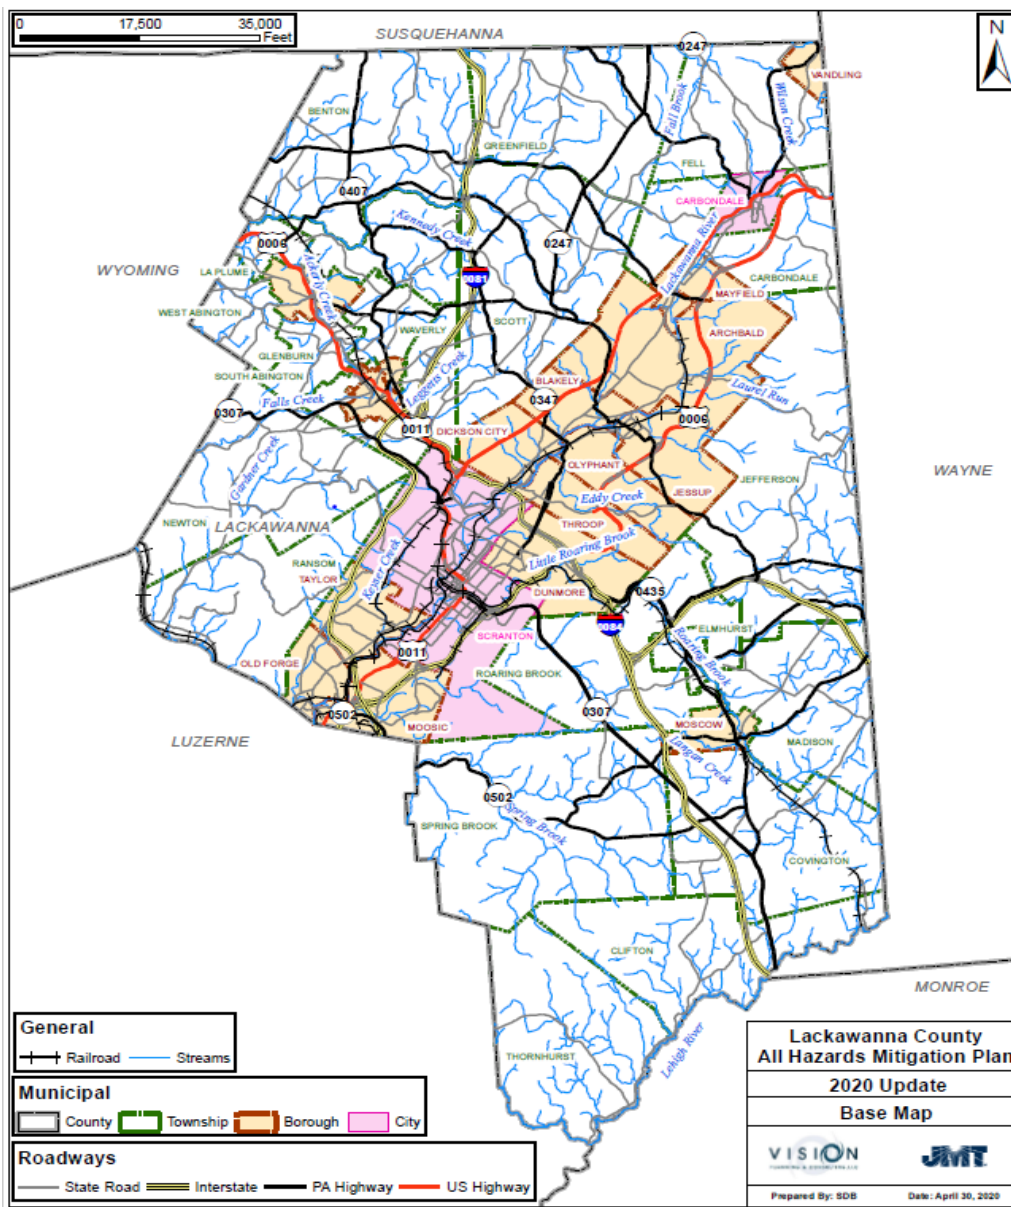 0 17,500 35,000
Feet
SUSQUEHANNA
N
0247
VANDLING
Wilson Creek
Fall Brook
BENTON
GREENFIELD
FELL
0407
CARBONDALE
Kennedy Creek
Lackawanna River
0006
0247
WYOMING
LA PLUME
Ackerly Creek
0081
CARBONDALE
MAYFIELD
WEST ABINGTON
WAVERLY
SCOTT
ARCHBALD
GLENBURN
SOUTH ABINGTON
Leggetts Creek
BLAKELY
Laurel Run
0307
Falls Creek
0347
0006
0011
DICKSON CITY
Gardner Creek
OLYPHANT
WAYNE
JEFFERSON
JESSUP
Eddy Creek
NEWTON
LACKAWANNA
THROOP
Little Roaring Brook
RANSOM
TAYLOR
Keyser Creek
DUNMORE
0435
0084
ELMHURST
SCRANTON
Roaring Brook
0011
OLD FORGE
ROARING BROOK
0502
0307
MOSCOW
MOOSIC
LUZERNE
Langan Creek
MADISON
0502
Spring Brook
SPRING BROOK
COVINGTON
CLIFTON
MONROE
Lehigh River
THORNHURST
General
Railroad Streams
Municipal
County Township Borough City
Roadways
State Road Interstate PA Highway US Highway
Lackawanna County
All Hazards Mitigation Plan
2020 Update
Base Map
VISION
JMT
Prepared By: SDB Date: April 30, 2020